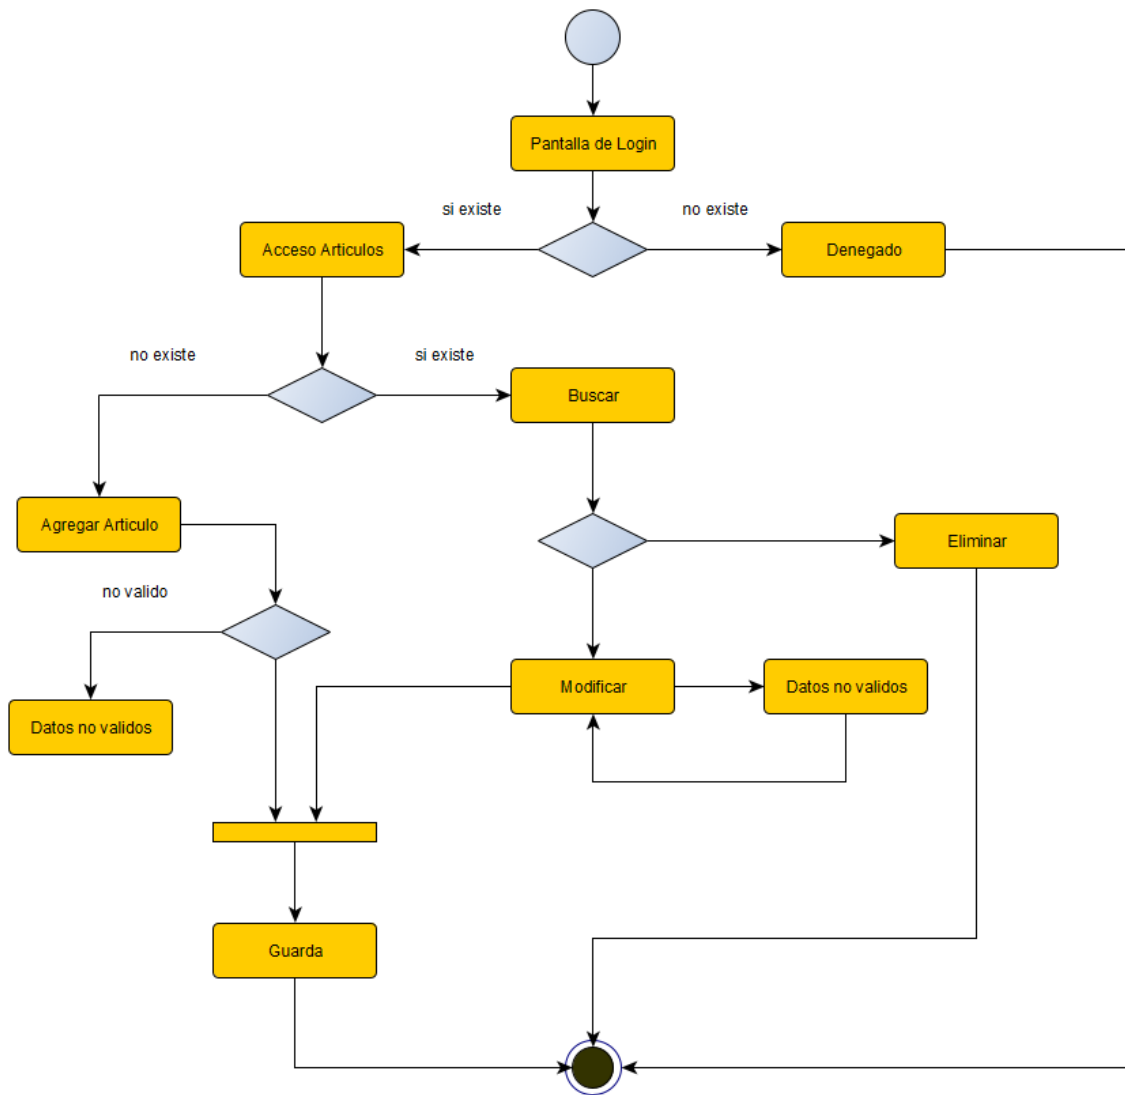 Pantalla de Login
si existe
no existe
Acceso Articulos
Denegado
no existe
si existe
Buscar
Agregar Articulo
Eliminar
no valido
Modificar
Datos no validos
Datos no validos
Guarda